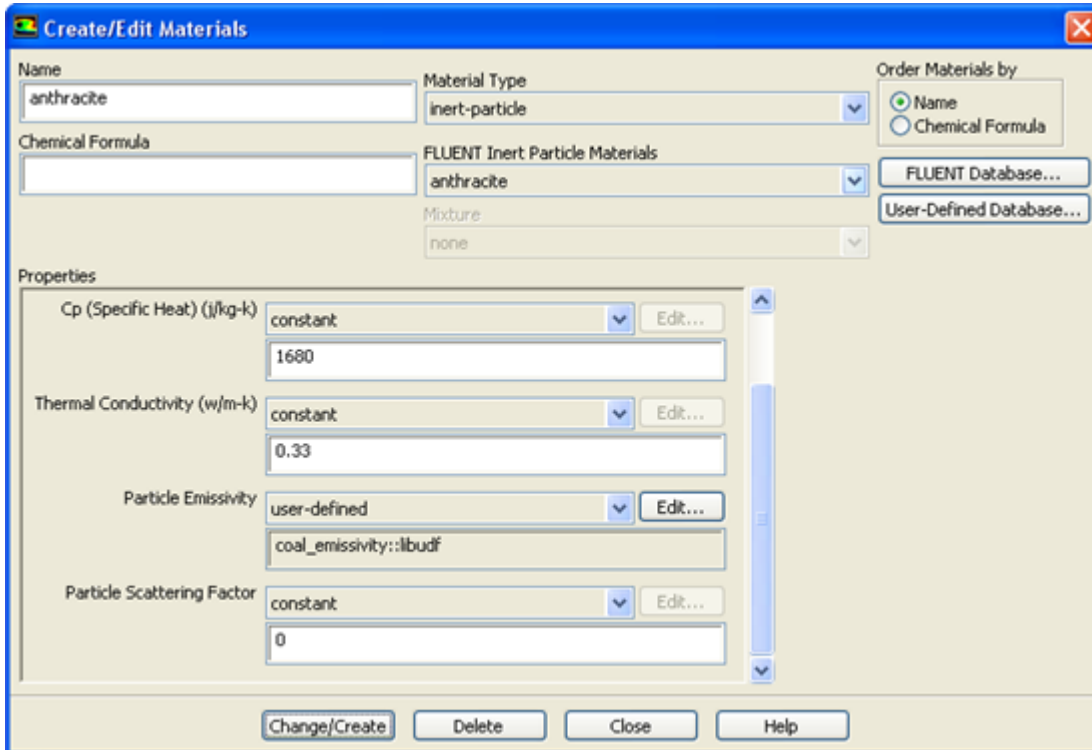 Create/Edit Materials
Name
anthracite
Material Type
inert-particle
Order Materials by
Name
Chemical Formula
Chemical Formula
FLUENT Inert Particle Materials
anthracite
FLUENT Database...
User-Defined Database...
Mixture
none
Properties
Cp (Specific Heat) (j/kg-k)
constant
Edit...
1680
Thermal Conductivity (w/m-k)
constant
Edit...
0.33
Particle Emissivity
user-defined
Edit...
coal_emissivity::libudf
Particle Scattering Factor
constant
Edit...
0
Change/Create
Delete
Close
Help